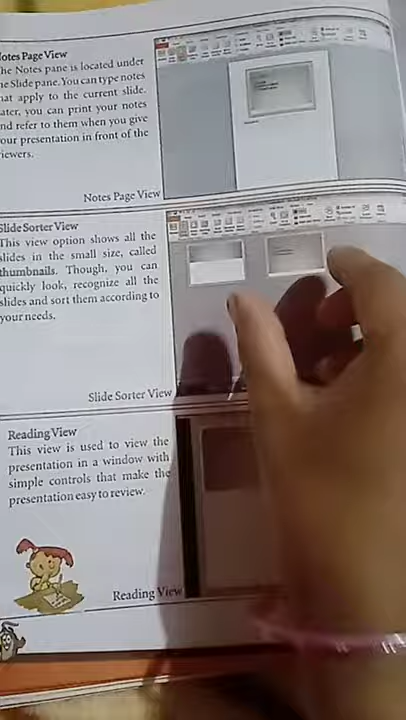 Notes Page View
The Notes pane is located under
the Slide pane. You can type notes
that apply to the current slide.
Later, you can print your notes
and refer to them when you give
your presentation in front of the
viewers.
Notes Page View
Slide Sorter View
This view option shows all the
slides in the small size, called
thumbnails. Though, you can
quickly look, recognize all the
slides and sort them according to
your needs.
Slide Sorter View
Reading View
This view is used to view the
presentation in a window with
simple controls that make the
presentation easy to review.
Reading View